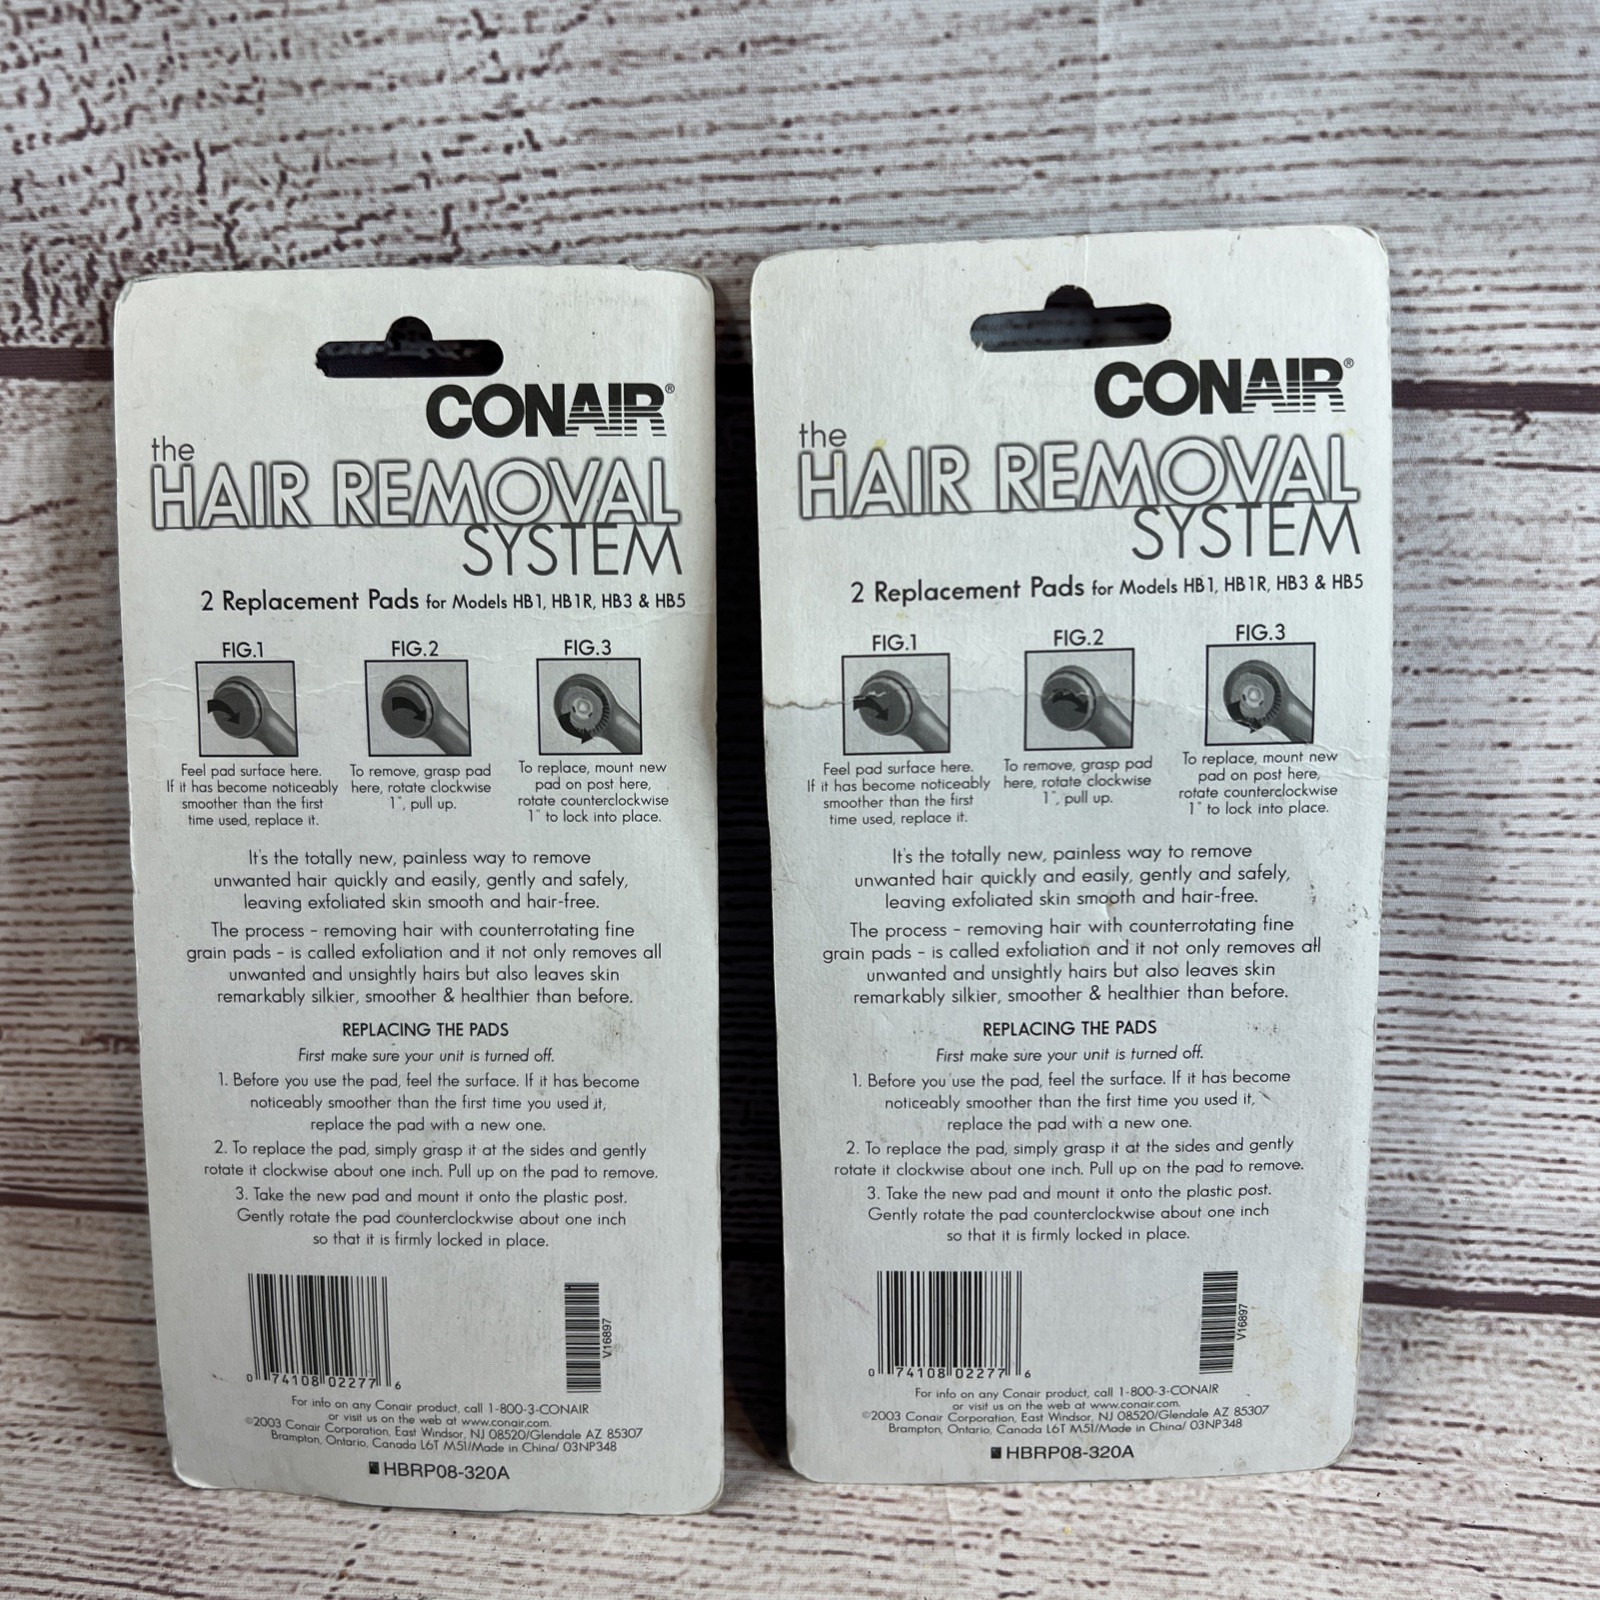 CONAIR®
the
HAIR REMOVAL
SYSTEM
2 Replacement Pads for Models HB1, HB1R, HB3 & HB5
FIG.1 FIG.2 FIG.3
Feel pad surface here.
If it has become noticeably
smoother than the first
time used, replace it.
To remove, grasp pad
here, rotate clockwise
1", pull up.
To replace, mount new
pad on post here,
rotate counterclockwise
1" to lock into place.
It's the totally new, painless way to remove
unwanted hair quickly and easily, gently and safely,
leaving exfoliated skin smooth and hair-free.
The process - removing hair with counterrotating fine
grain pads - is called exfoliation and it not only removes all
unwanted and unsightly hairs but also leaves skin
remarkably silkier, smoother & healthier than before.
REPLACING THE PADS
First make sure your unit is turned off.
1. Before you use the pad, feel the surface. If it has become
noticeably smoother than the first time you used it,
replace the pad with a new one.
2. To replace the pad, simply grasp it at the sides and gently
rotate it clockwise about one inch. Pull up on the pad to remove.
3. Take the new pad and mount it onto the plastic post.
Gently rotate the pad counterclockwise about one inch
so that it is firmly locked in place.
0 74108 02277 6
V16897
For info on any Conair product, call 1-800-3-CONAIR
or visit us on the web at www.conair.com.
©2003 Conair Corporation, East Windsor, NJ 08520/Glendale AZ 85307
Brampton, Ontario, Canada L6T M51/Made in China/ 03NP348
HBRP08-320A
CONAIR®
the
HAIR REMOVAL
SYSTEM
2 Replacement Pads for Models HB1, HB1R, HB3 & HB5
FIG.1 FIG.2 FIG.3
Feel pad surface here.
If it has become noticeably
smoother than the first
time used, replace it.
To remove, grasp pad
here, rotate clockwise
1", pull up.
To replace, mount new
pad on post here,
rotate counterclockwise
1" to lock into place.
It's the totally new, painless way to remove
unwanted hair quickly and easily, gently and safely,
leaving exfoliated skin smooth and hair-free.
The process - removing hair with counterrotating fine
grain pads - is called exfoliation and it not only removes all
unwanted and unsightly hairs but also leaves skin
remarkably silkier, smoother & healthier than before.
REPLACING THE PADS
First make sure your unit is turned off.
1. Before you use the pad, feel the surface. If it has become
noticeably smoother than the first time you used it,
replace the pad with a new one.
2. To replace the pad, simply grasp it at the sides and gently
rotate it clockwise about one inch. Pull up on the pad to remove.
3. Take the new pad and mount it onto the plastic post.
Gently rotate the pad counterclockwise about one inch
so that it is firmly locked in place.
0 74108 02277 6
V16897
For info on any Conair product, call 1-800-3-CONAIR
or visit us on the web at www.conair.com.
©2003 Conair Corporation, East Windsor, NJ 08520/Glendale AZ 85307
Brampton, Ontario, Canada L6T M51/Made in China/ 03NP348
HBRP08-320A